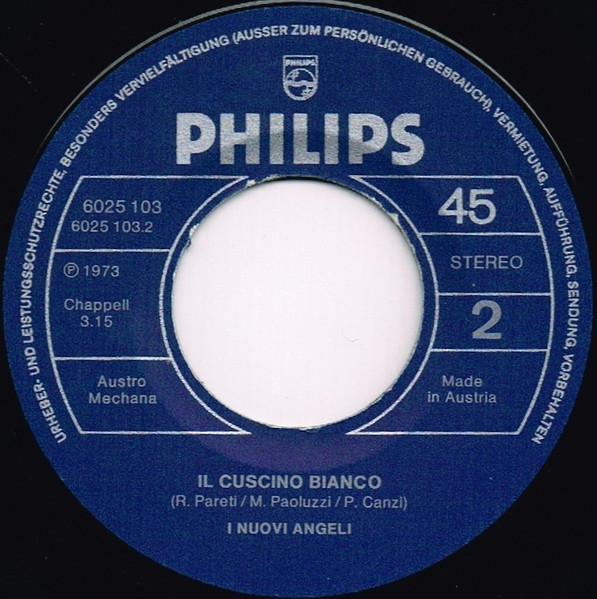 URHEBER- UND LEISTUNGSSCHUTZRECHTE, BESONDERS VERVIELFÄLTIGUNG (AUSSER ZUM PERSÖNLICHEN GEBRAUCH), VERMIETUNG, AUFFÜHRUNG, SENDUNG, VORBEHALTEN
PHILIPS
PHILIPS
6025 103
6025 103.2
℗ 1973
Chappell
3.15
Austro
Mechana
45
STEREO
2
Made
in Austria
IL CUSCINO BIANCO
(R. Pareti / M. Paoluzzi / P. Canzi)
I NUOVI ANGELI